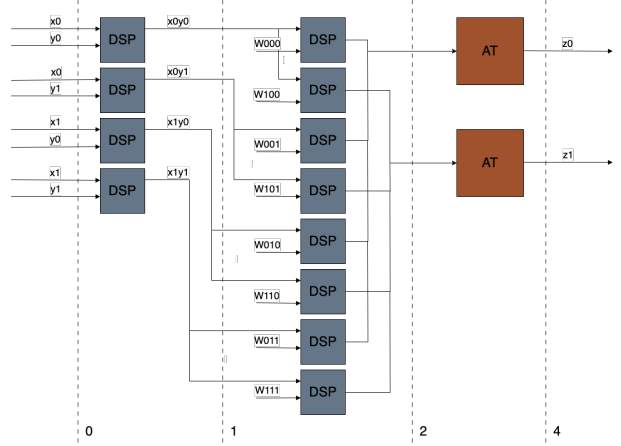 x0
y0
DSP
x0y0
W000
DSP
AT
z0
x0
y1
DSP
x0y1
W100
DSP
x1
y0
DSP
x1y0
W001
DSP
AT
z1
x1
y1
DSP
x1y1
W101
DSP
W010
DSP
W110
DSP
W011
DSP
W111
DSP
0
1
2
4